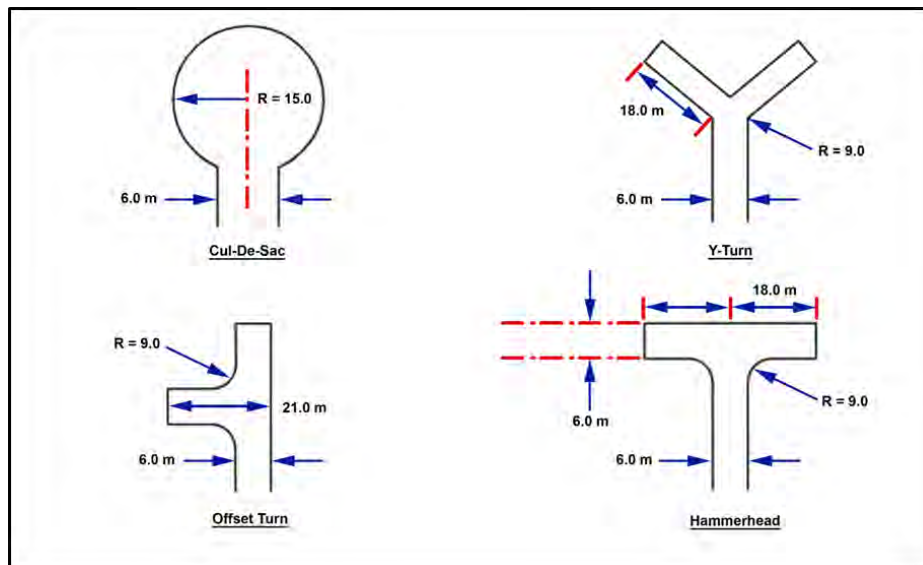 R = 15.0
6.0 m
Cul-De-Sac
18.0 m
R = 9.0
6.0 m
Y-Turn
R = 9.0
21.0 m
6.0 m
Offset Turn
18.0 m
6.0 m
R = 9.0
6.0 m
Hammerhead